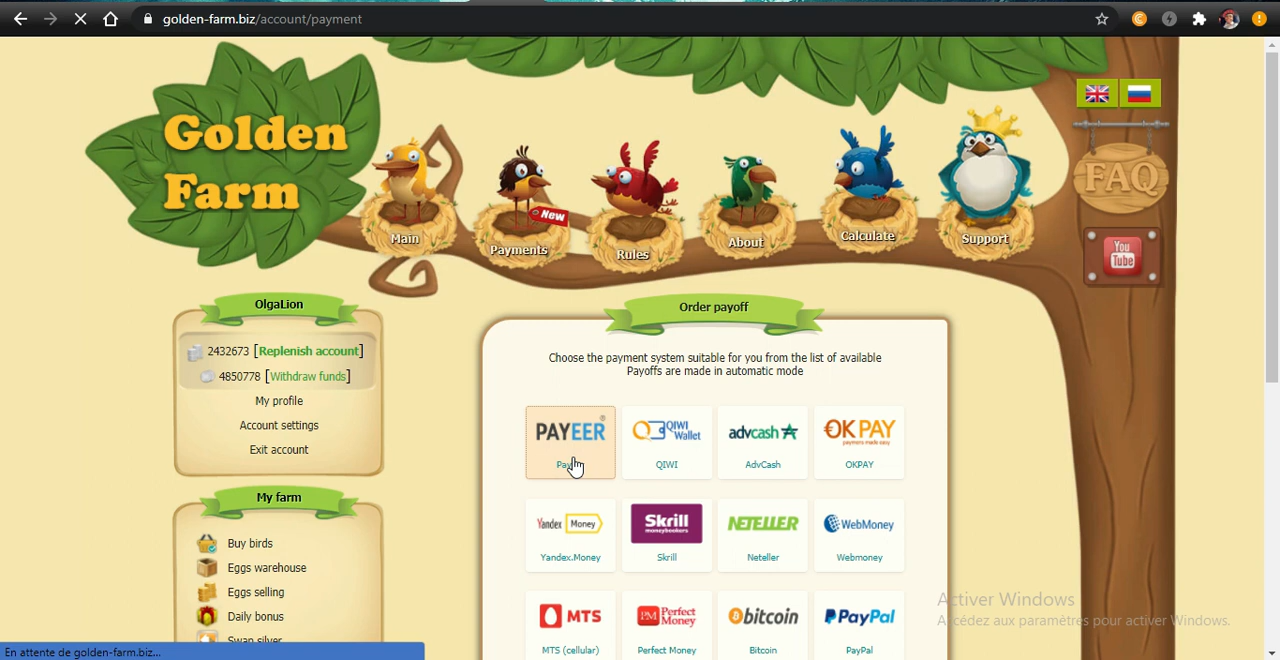 golden-farm.biz/account/payment
Golden
Farm
Main
Payments
New
Rules
About
Calculate
Support
FAQ
You
Tube
OlgaLion
2432673 [Replenish account]
4850778 [Withdraw funds]
My profile
Account settings
Exit account
My farm
Buy birds
Eggs warehouse
Eggs selling
Daily bonus
Swap silver
Order payoff
Choose the payment system suitable for you from the list of available
Payoffs are made in automatic mode
PAYEER®
QIWI
Wallet
QIWI
advcash
AdvCash
OKPAY
payments made easy
OKPAY
Yandex Money
Yandex.Money
Skrill
moneybookers
Skrill
NETELLER
Neteller
WebMoney
Webmoney
MTS
MTS (cellular)
PM Perfect
Money
Perfect Money
bitcoin
Bitcoin
PayPal
PayPal
Activer Windows
Accédez aux paramètres pour activer Windows.
En attente de golden-farm.biz...